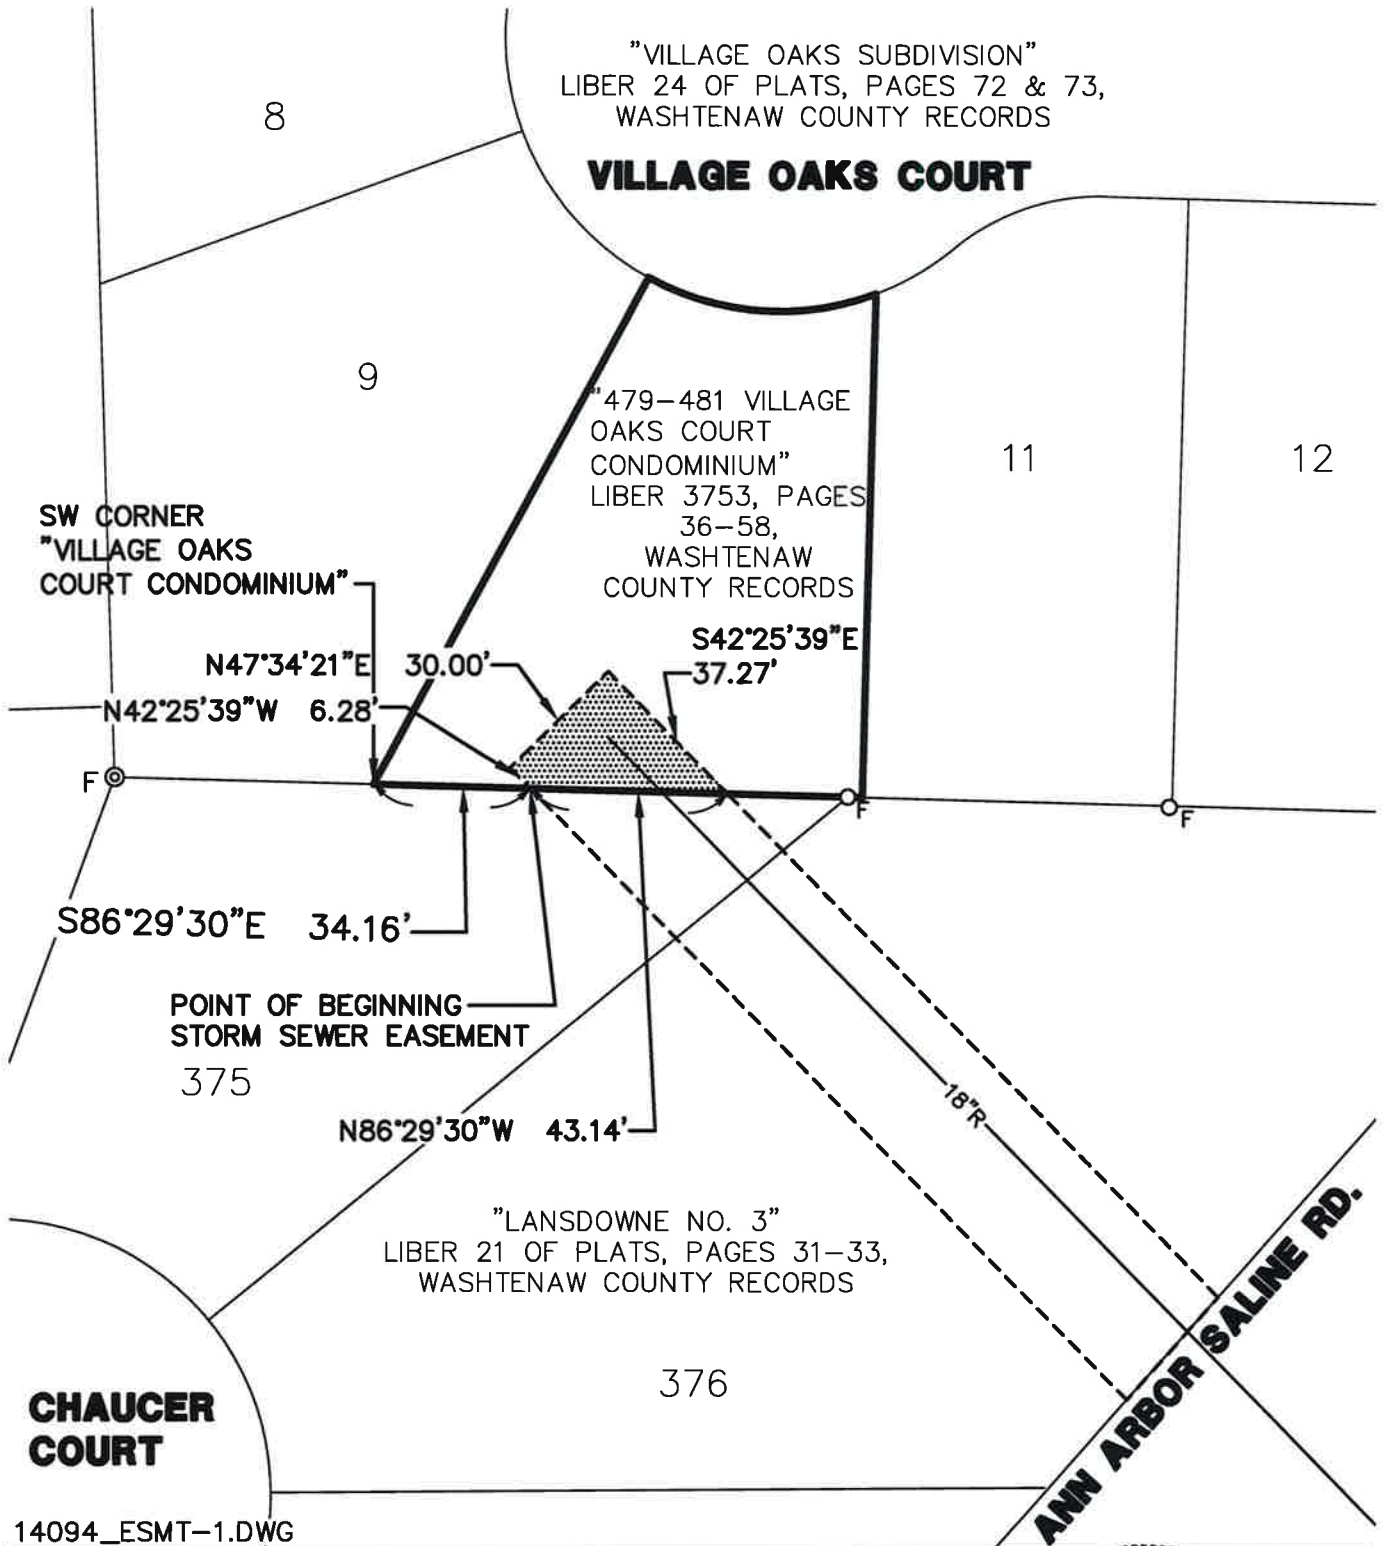 "VILLAGE OAKS SUBDIVISION"
LIBER 24 OF PLATS, PAGES 72 & 73,
WASHTENAW COUNTY RECORDS
VILLAGE OAKS COURT
8
9
"479-481 VILLAGE
OAKS COURT
CONDOMINIUM"
LIBER 3753, PAGES
36-58,
WASHTENAW
COUNTY RECORDS
11
12
SW CORNER
"VILLAGE OAKS
COURT CONDOMINIUM"
S42°25'39"E
37.27'
N47°34'21"E 30.00'
N42°25'39"W 6.28'
F
F
F
S86°29'30"E 34.16'
POINT OF BEGINNING
STORM SEWER EASEMENT
375
N86°29'30"W 43.14'
18"R
"LANSDOWNE NO. 3"
LIBER 21 OF PLATS, PAGES 31-33,
WASHTENAW COUNTY RECORDS
376
ANN ARBOR SALINE RD.
CHAUCER
COURT
14094_ESMT-1.DWG